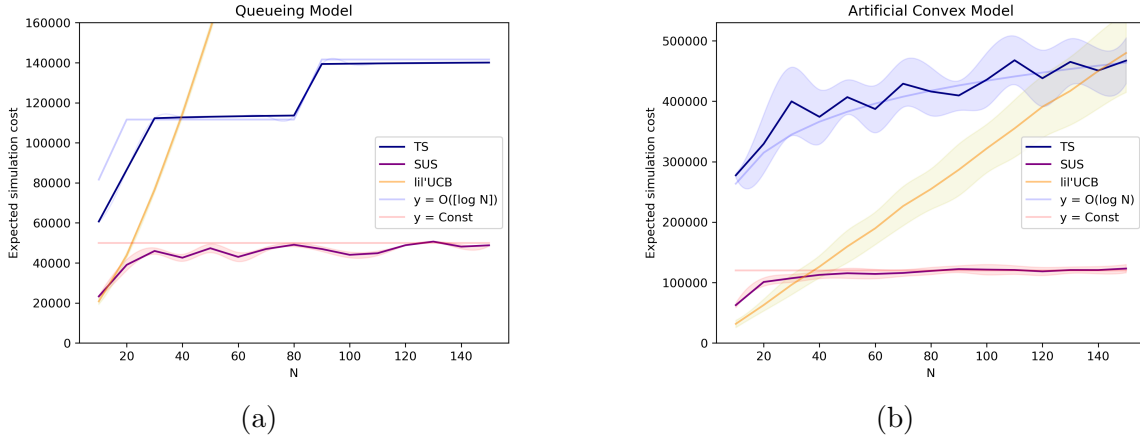 Queueing Model
160000
140000
120000
100000
80000
60000
40000
20000
0
Expected simulation cost
20
40
60
80
100
120
140
N
TS
SUS
lil'UCB
y = O([log N])
y = Const
(a)
Artificial Convex Model
500000
400000
300000
200000
100000
0
Expected simulation cost
20
40
60
80
100
120
140
N
TS
SUS
lil'UCB
y = O(log N)
y = Const
(b)